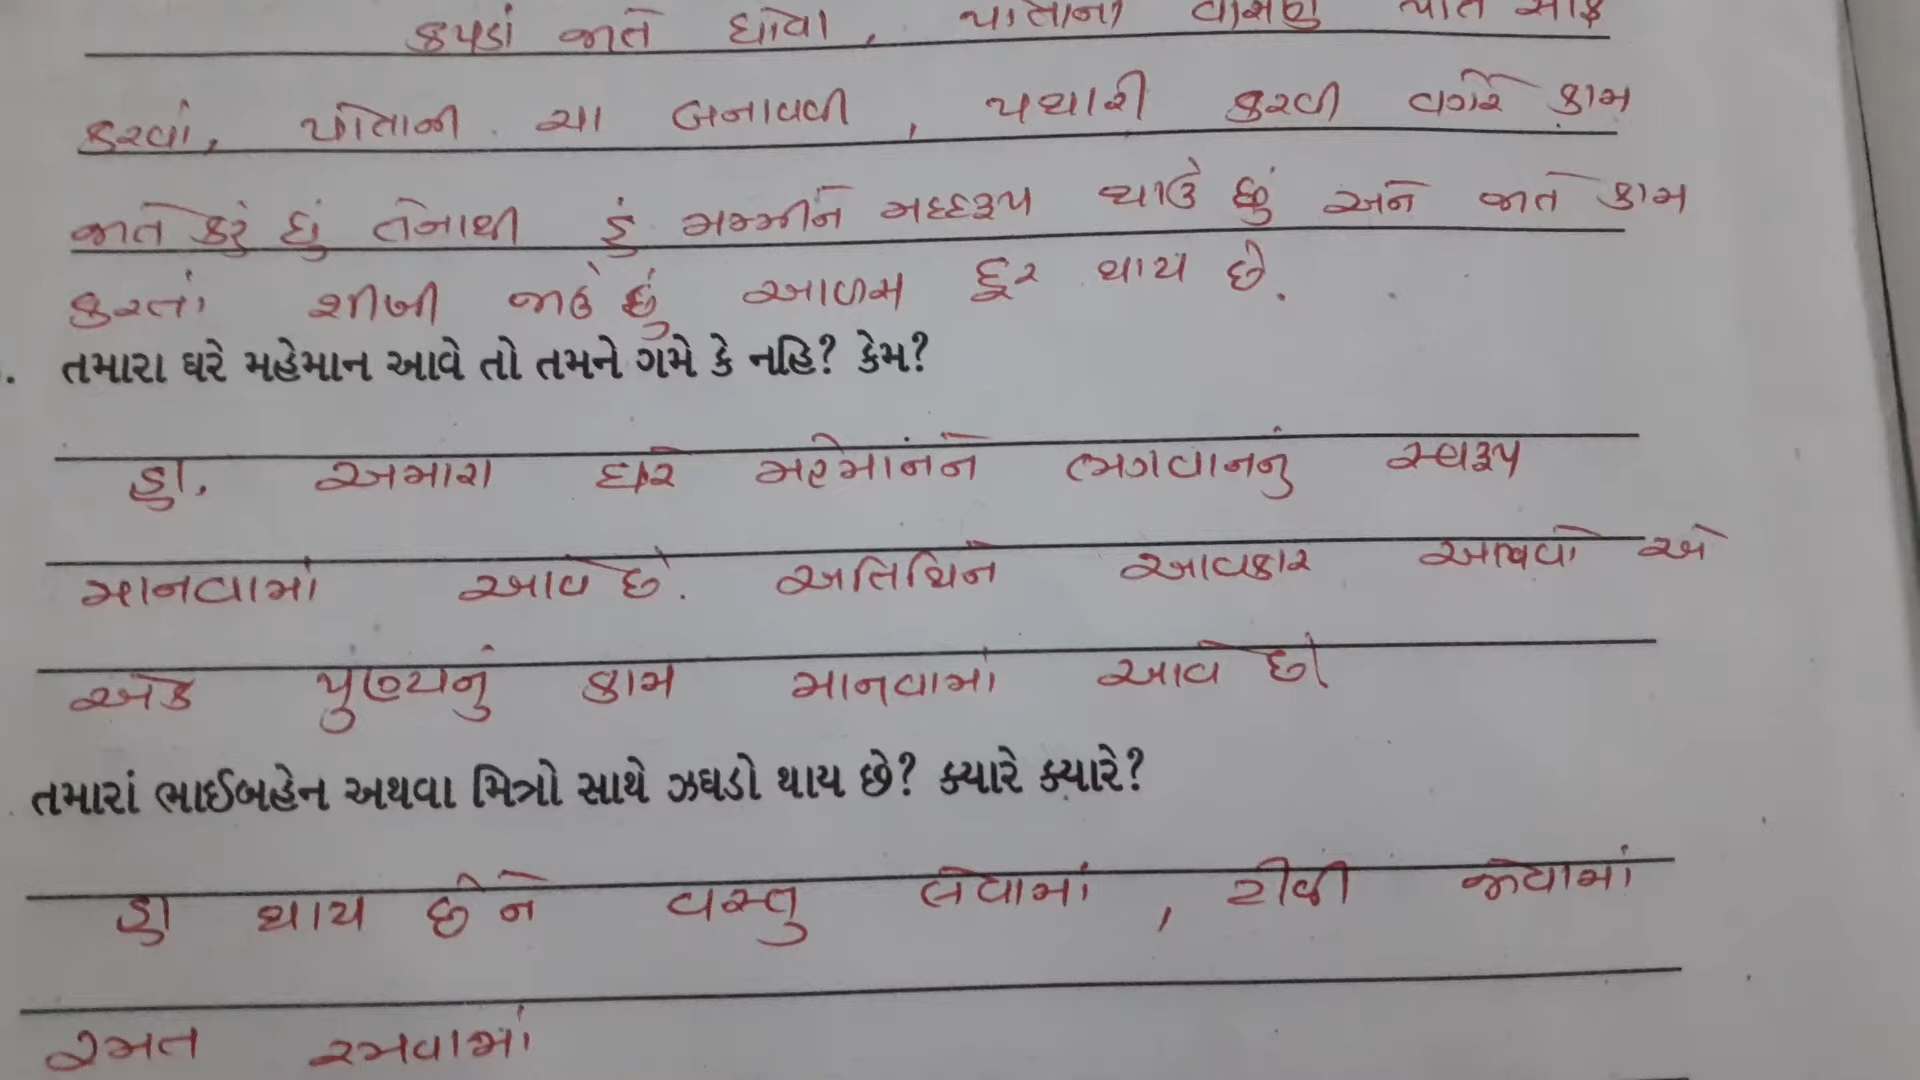 કપડાં જાતે ધોવા, પોતાના વાસણ જાતે સાફ
કરવાં, પોતાની ચા બનાવવી, પથારી કરવી વગેરે કામ
જાતે કરું છું તેનાથી હું મમ્મીને મદદરૂપ થાઉં છું અને જાતે કામ
કરતાં શીખી જાઉં છું આળસ દૂર થાય છે.
તમારા ઘરે મહેમાન આવે તો તમને ગમે કે નહિ? કેમ?
હા, અમારા ઘરે મહેમાનને ભગવાનનું સ્વરૂપ
માનવામાં આવે છે. અતિથિને આવકાર આપવો એ
એક પુણ્યનું કામ માનવામાં આવે છે
તમારાં ભાઈબહેન અથવા મિત્રો સાથે ઝઘડો થાય છે? ક્યારે ક્યારે?
હા થાય છે ને વસ્તુ લેવામાં, ટીવી જોવામાં
રમત રમવામાં